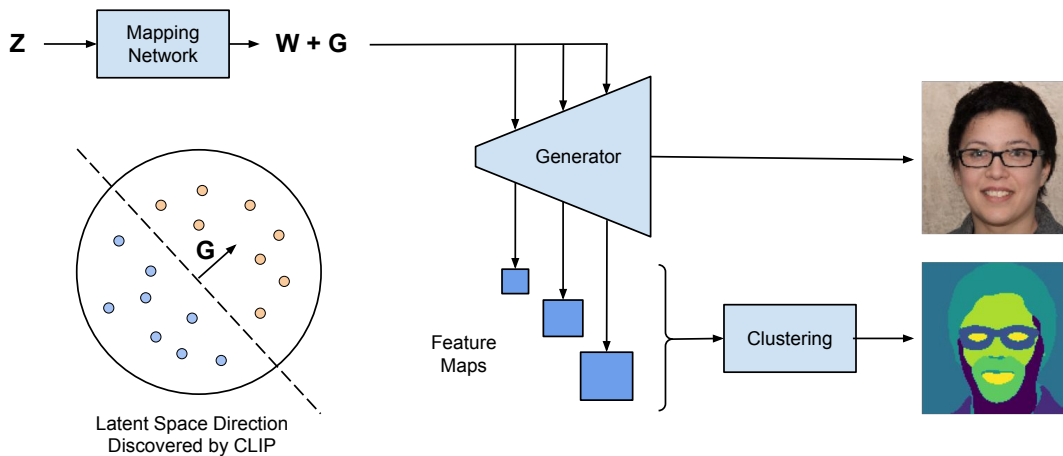 Z
Mapping
Network
W + G
Generator
G
Feature
Maps
Clustering
Latent Space Direction
Discovered by CLIP